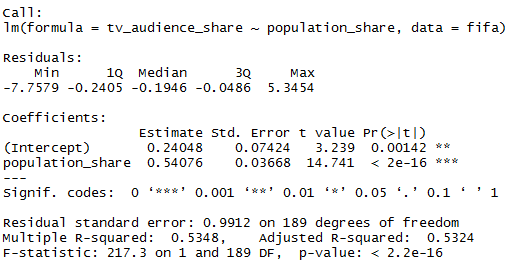 Call:
lm(formula = tv_audience_share ~ population_share, data = fifa)
Residuals:
    Min      1Q  Median      3Q     Max
-7.7579 -0.2405 -0.1946 -0.0486  5.3454
Coefficients:
                 Estimate Std. Error t value Pr(>|t|)
(Intercept)       0.24048    0.07424   3.239  0.00142 **
population_share  0.54076    0.03668  14.741  < 2e-16 ***
---
Signif. codes:  0 ‘***’ 0.001 ‘**’ 0.01 ‘*’ 0.05 ‘.’ 0.1 ‘ ’ 1
Residual standard error: 0.9912 on 189 degrees of freedom
Multiple R-squared:  0.5348,    Adjusted R-squared:  0.5324
F-statistic: 217.3 on 1 and 189 DF,  p-value: < 2.2e-16